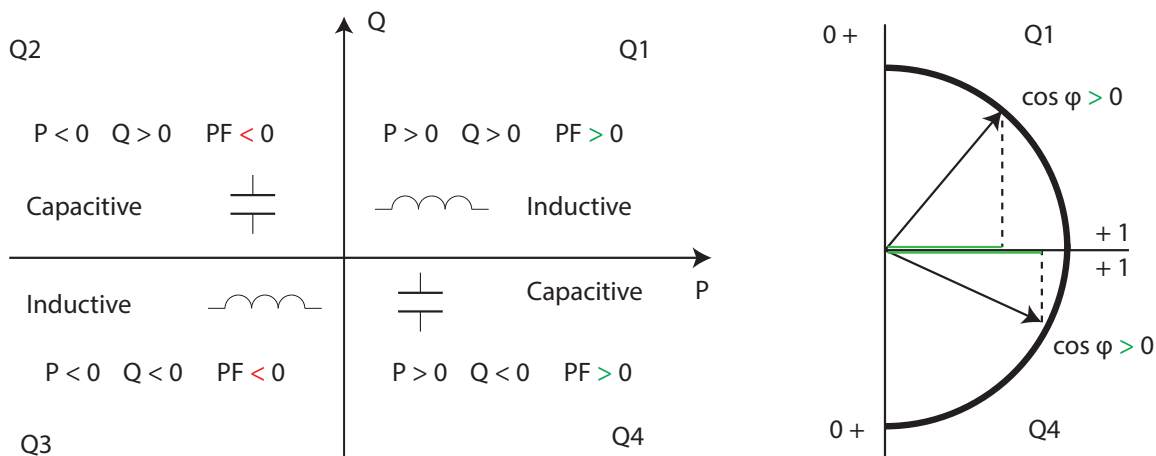 Q
Q2
Q1
P < 0 Q > 0 PF < 0
P > 0 Q > 0 PF > 0
Capacitive
Inductive
P
Inductive
Capacitive
P < 0 Q < 0 PF < 0
P > 0 Q < 0 PF > 0
Q3
Q4
0 +
Q1
cos φ > 0
+ 1
+ 1
cos φ > 0
0 +
Q4